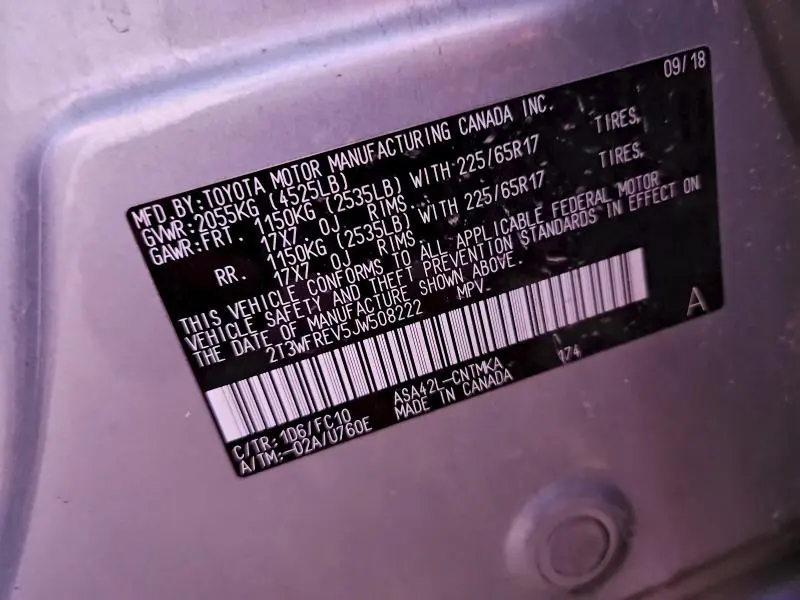 09/18
MFD.BY:TOYOTA MOTOR MANUFACTURING CANADA INC.
GVWR:2055KG (4525LB)
GAWR:FRT. 1150KG (2535LB) WITH 225/65R17 TIRES,
17X7 0J RIMS.
RR. 1150KG (2535LB) WITH 225/65R17 TIRES,
17X7 0J RIMS
THIS VEHICLE CONFORMS TO ALL APPLICABLE FEDERAL MOTOR
VEHICLE SAFETY AND THEFT PREVENTION STANDARDS IN EFFECT ON
THE DATE OF MANUFACTURE SHOWN ABOVE.
2T3WFREV5JW508222 MPV.
A
C/TR:1D6/FC10 ASA42L-CNTMKA 174
A/TM:-02A/U760E MADE IN CANADA